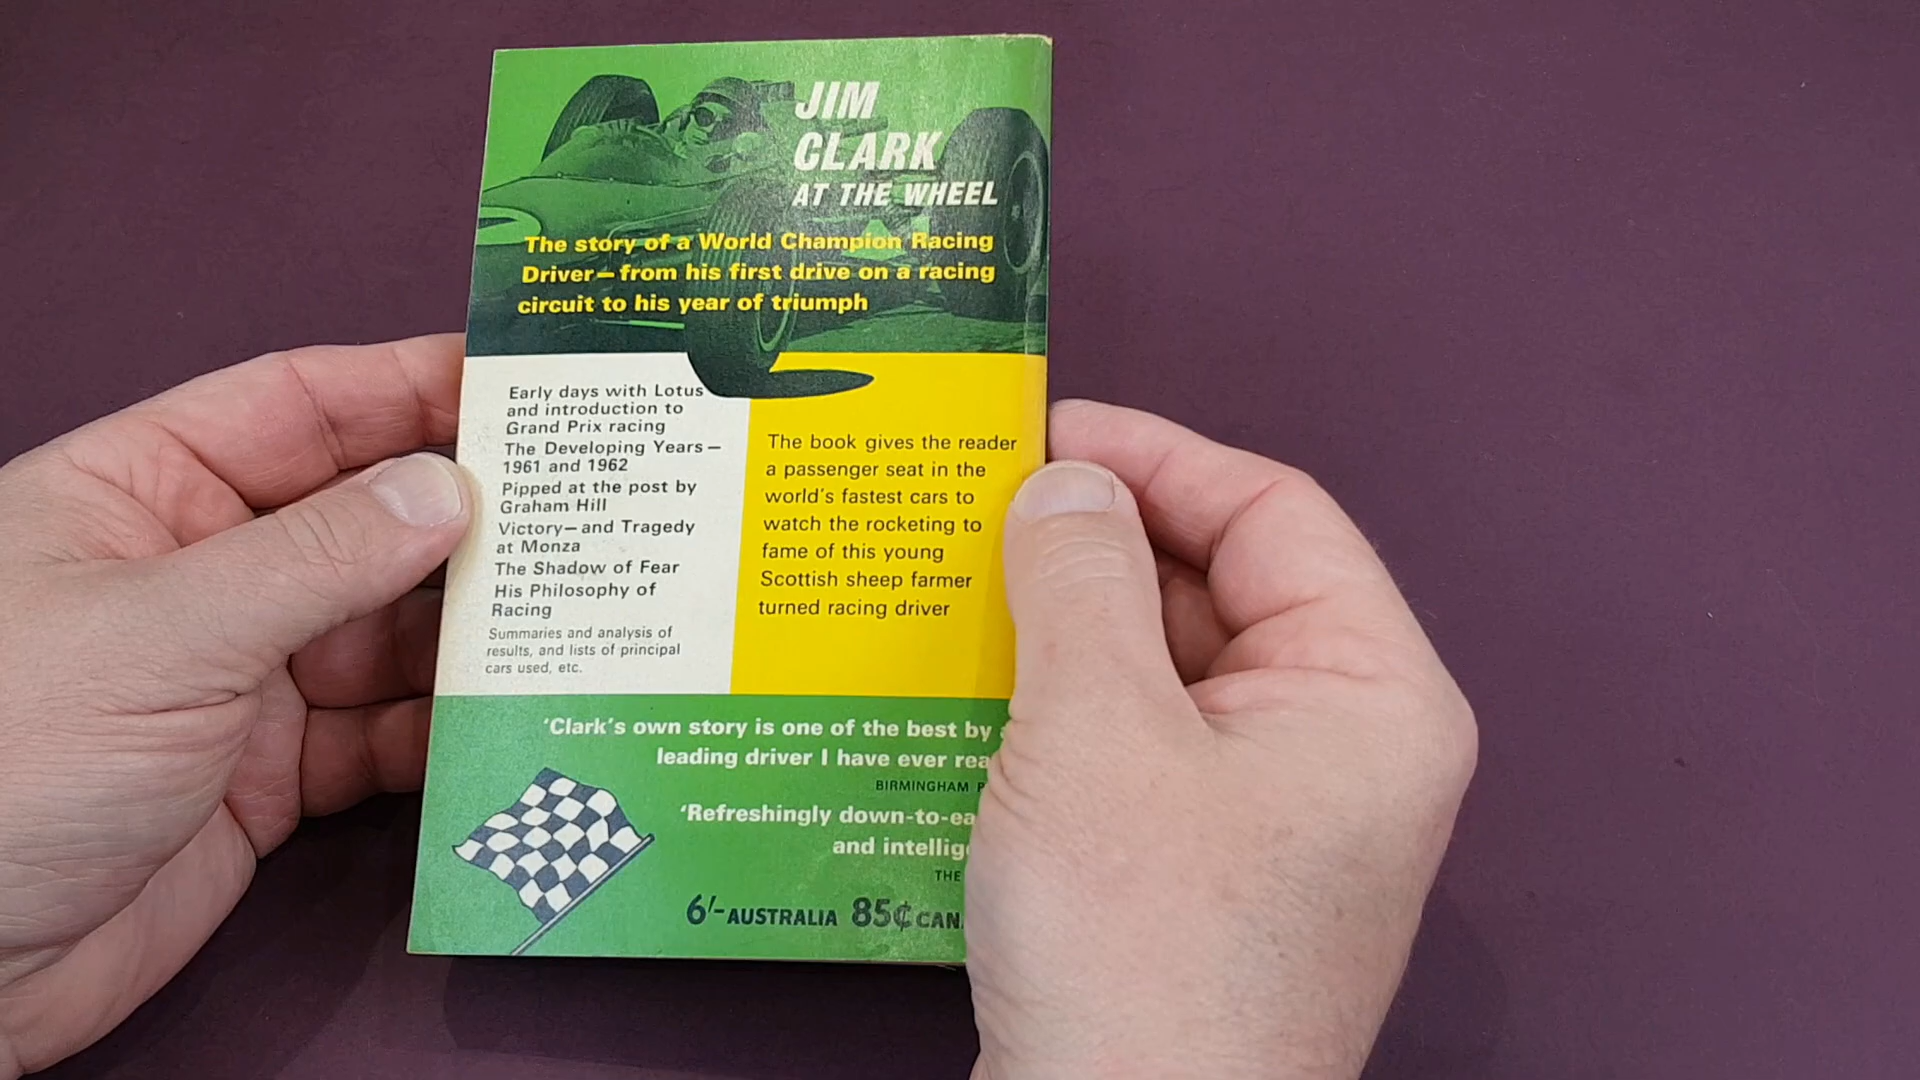 JIM
CLARK
AT THE WHEEL
The story of a World Champion Racing
Driver—from his first drive on a racing
circuit to his year of triumph
Early days with Lotus
and introduction to
Grand Prix racing
The Developing Years—
1961 and 1962
Pipped at the post by
Graham Hill
Victory—and Tragedy
at Monza
The Shadow of Fear
His Philosophy of
Racing
Summaries and analysis of
results, and lists of principal
cars used, etc.
The book gives the reader
a passenger seat in the
world's fastest cars to
watch the rocketing to
fame of this young
Scottish sheep farmer
turned racing driver
'Clark's own story is one of the best by
leading driver I have ever
BIRMINGHAM
'Refreshingly
and
THE
6/- AUSTRALIA 85¢ CAN.